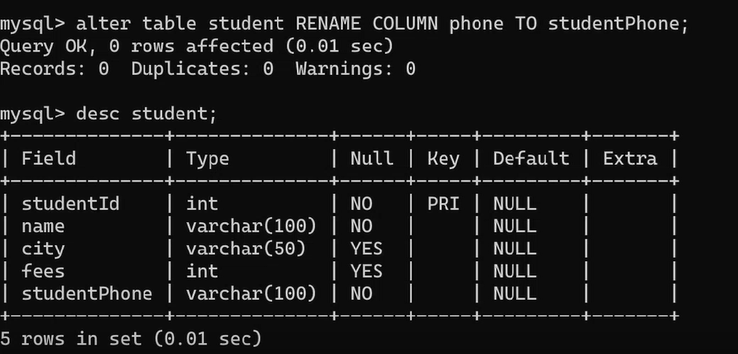 mysql> alter table student RENAME COLUMN phone TO studentPhone;
Query OK, 0 rows affected (0.01 sec)
Records: 0  Duplicates: 0  Warnings: 0

mysql> desc student;
+--------------+--------------+------+-----+---------+-------+
| Field        | Type         | Null | Key | Default | Extra |
+--------------+--------------+------+-----+---------+-------+
| studentId    | int          | NO   | PRI | NULL    |       |
| name         | varchar(100) | NO   |     | NULL    |       |
| city         | varchar(50)  | YES  |     | NULL    |       |
| fees         | int          | YES  |     | NULL    |       |
| studentPhone | varchar(100) | NO   |     | NULL    |       |
+--------------+--------------+------+-----+---------+-------+
5 rows in set (0.01 sec)